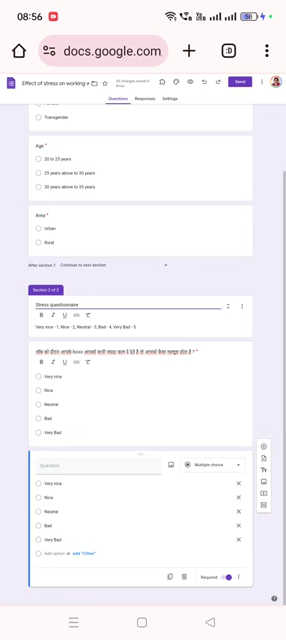 08:56
58
docs.google.com
:D
Effect of stress on working w
All changes saved in Drive
Send
Questions Responses Settings
Transgender
Age *
20 to 25 years
25 years above to 30 years
30 years above to 35 years
Area *
Urban
Rural
After section 1 Continue to next section
Section 2 of 2
Stress questionnaire
B I U
Very nice - 1, Nice - 2, Neutral - 3, Bad - 4, Very Bad - 5
जॉब को दौरान आपके boss आपको कभी ज्यादा काम दे देते है तो आपको कैसा महसूस होता है ? *
B I U
Very nice
Nice
Neutral
Bad
Very Bad
Question
Multiple choice
Very nice
Nice
Neutral
Bad
Very Bad
Add option or add "Other"
Required